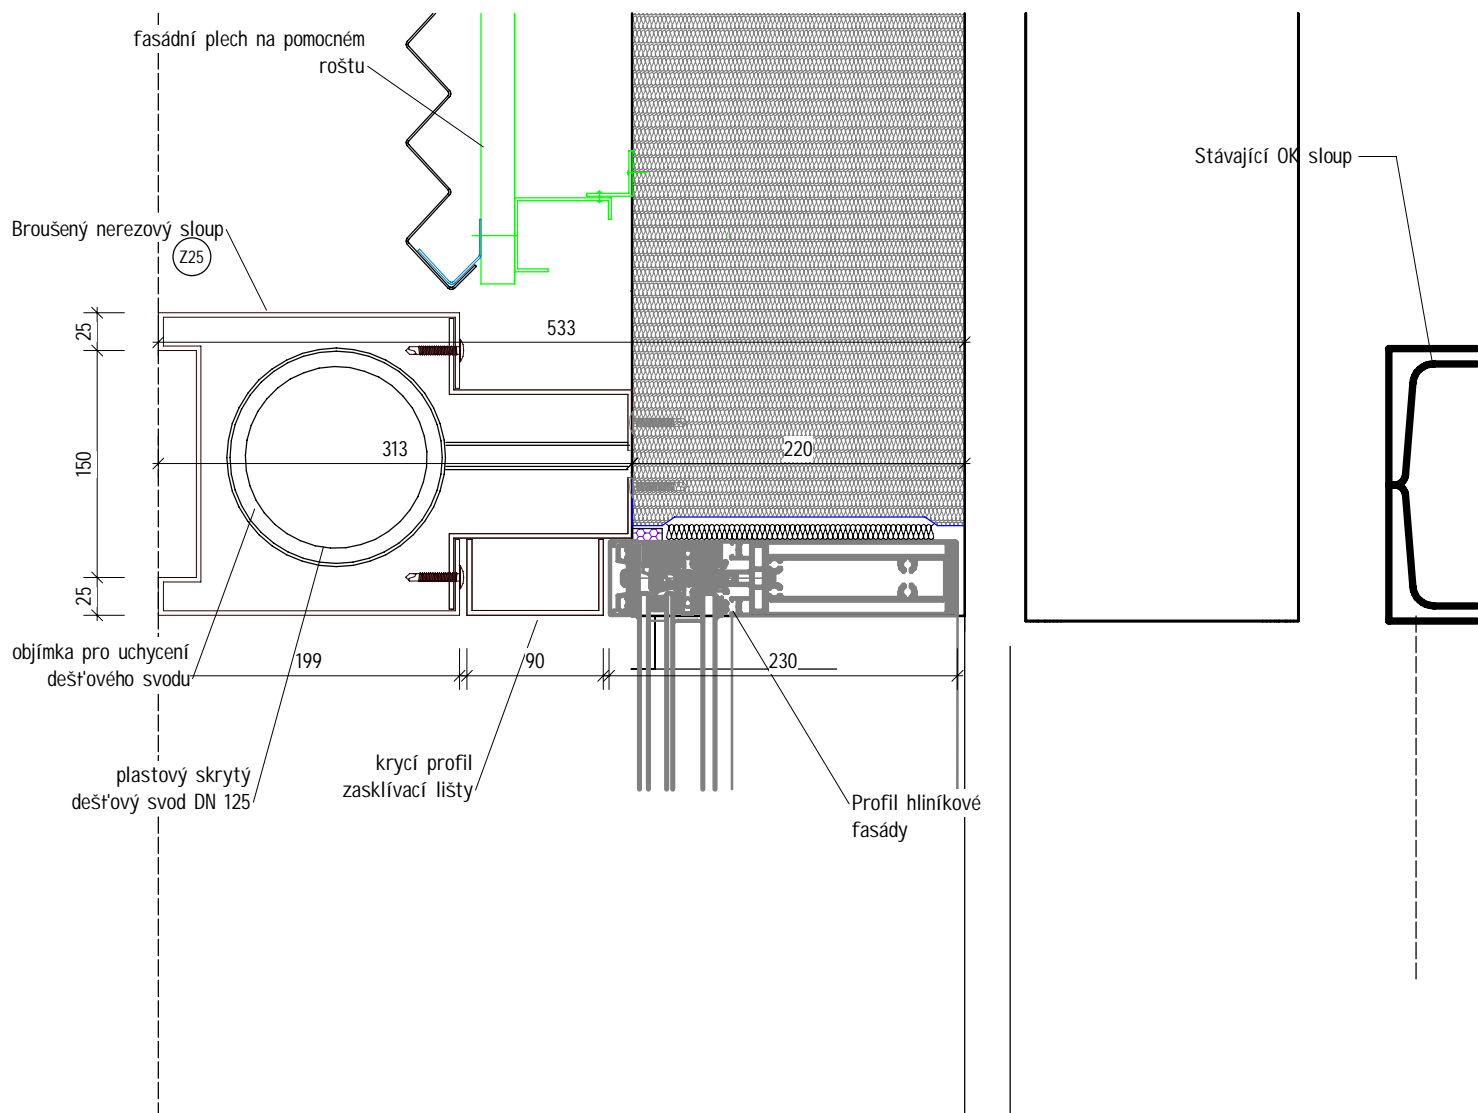 fasádní plech na pomocném
roštu
Stávající OK sloup
Broušený nerezový sloup
Z25
25
533
150
313
220
25
objímka pro uchycení
dešťového svodu
199
90
230
plastový skrytý
dešťový svod DN 125
krycí profil
zasklívací lišty
Profil hliníkové
fasády